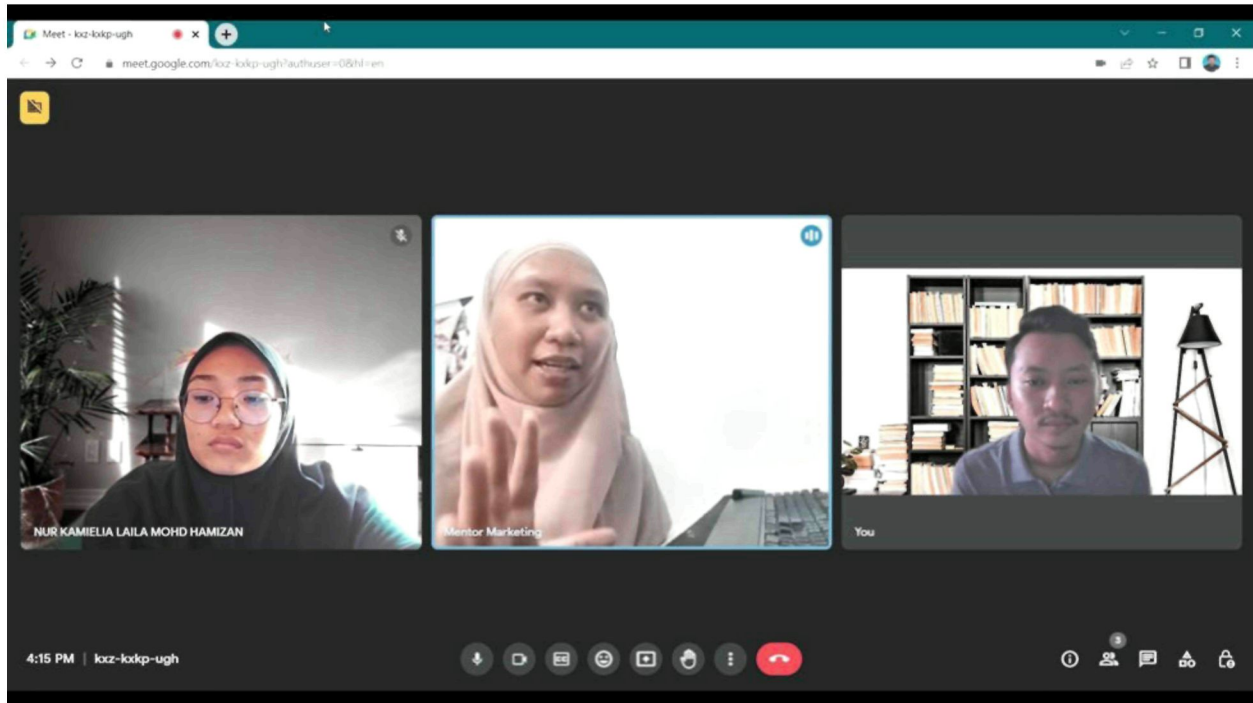 Meet - kxz-kxkp-ugh
meet.google.com/kxz-kxkp-ugh?authuser=0&hl=en
NUR KAMIELIA LAILA MOHD HAMIZAN
Mentor Marketing
You
4:15 PM | kxz-kxkp-ugh
CC
3